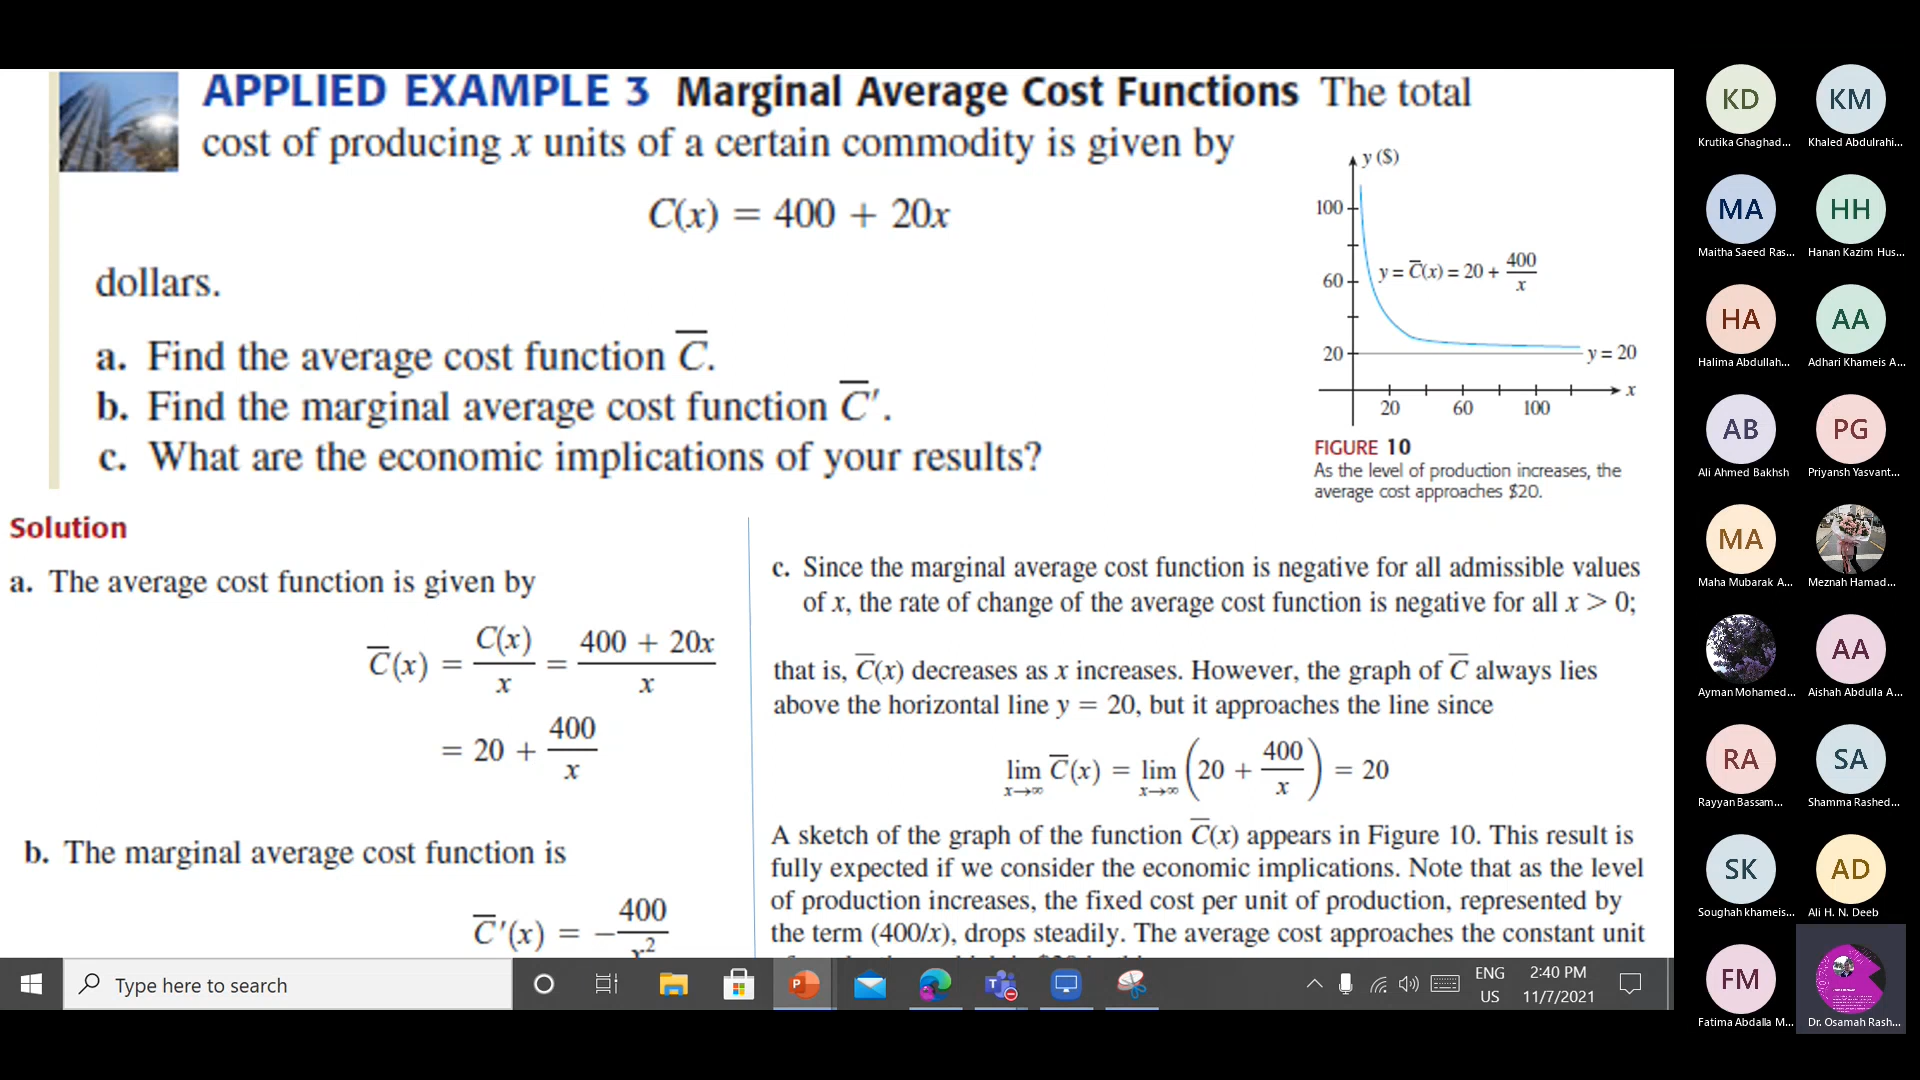 APPLIED EXAMPLE 3 Marginal Average Cost Functions The total
cost of producing x units of a certain commodity is given by
C(x) = 400 + 20x
dollars.
a. Find the average cost function C̅.
b. Find the marginal average cost function C̅′.
c. What are the economic implications of your results?
y ($)
100
60
20
y = C̅(x) = 20 + 400/x
y = 20
x
20 60 100
FIGURE 10
As the level of production increases, the
average cost approaches $20.
Solution
a. The average cost function is given by
C̅(x) = C(x)/x = (400 + 20x)/x
= 20 + 400/x
b. The marginal average cost function is
C̅′(x) = −400/x²
c. Since the marginal average cost function is negative for all admissible values
of x, the rate of change of the average cost function is negative for all x > 0;
that is, C̅(x) decreases as x increases. However, the graph of C̅ always lies
above the horizontal line y = 20, but it approaches the line since
lim x→∞ C̅(x) = lim x→∞ (20 + 400/x) = 20
A sketch of the graph of the function C̅(x) appears in Figure 10. This result is
fully expected if we consider the economic implications. Note that as the level
of production increases, the fixed cost per unit of production, represented by
the term (400/x), drops steadily. The average cost approaches the constant unit
Type here to search
ENG
US
2:40 PM
11/7/2021
KD
Krutika Ghaghad...
KM
Khaled Abdulrahi...
MA
Maitha Saeed Ras...
HH
Hanan Kazim Hus...
HA
Halima Abdullah...
AA
Adhari Khameis A...
AB
Ali Ahmed Bakhsh
PG
Priyansh Yasvant...
MA
Maha Mubarak A...
Meznah Hamad...
Ayman Mohamed...
AA
Aishah Abdulla A...
RA
Rayyan Bassam...
SA
Shamma Rashed...
SK
Soughah khameis...
AD
Ali H. N. Deeb
FM
Fatima Abdalla M...
Dr. Osamah Rash...